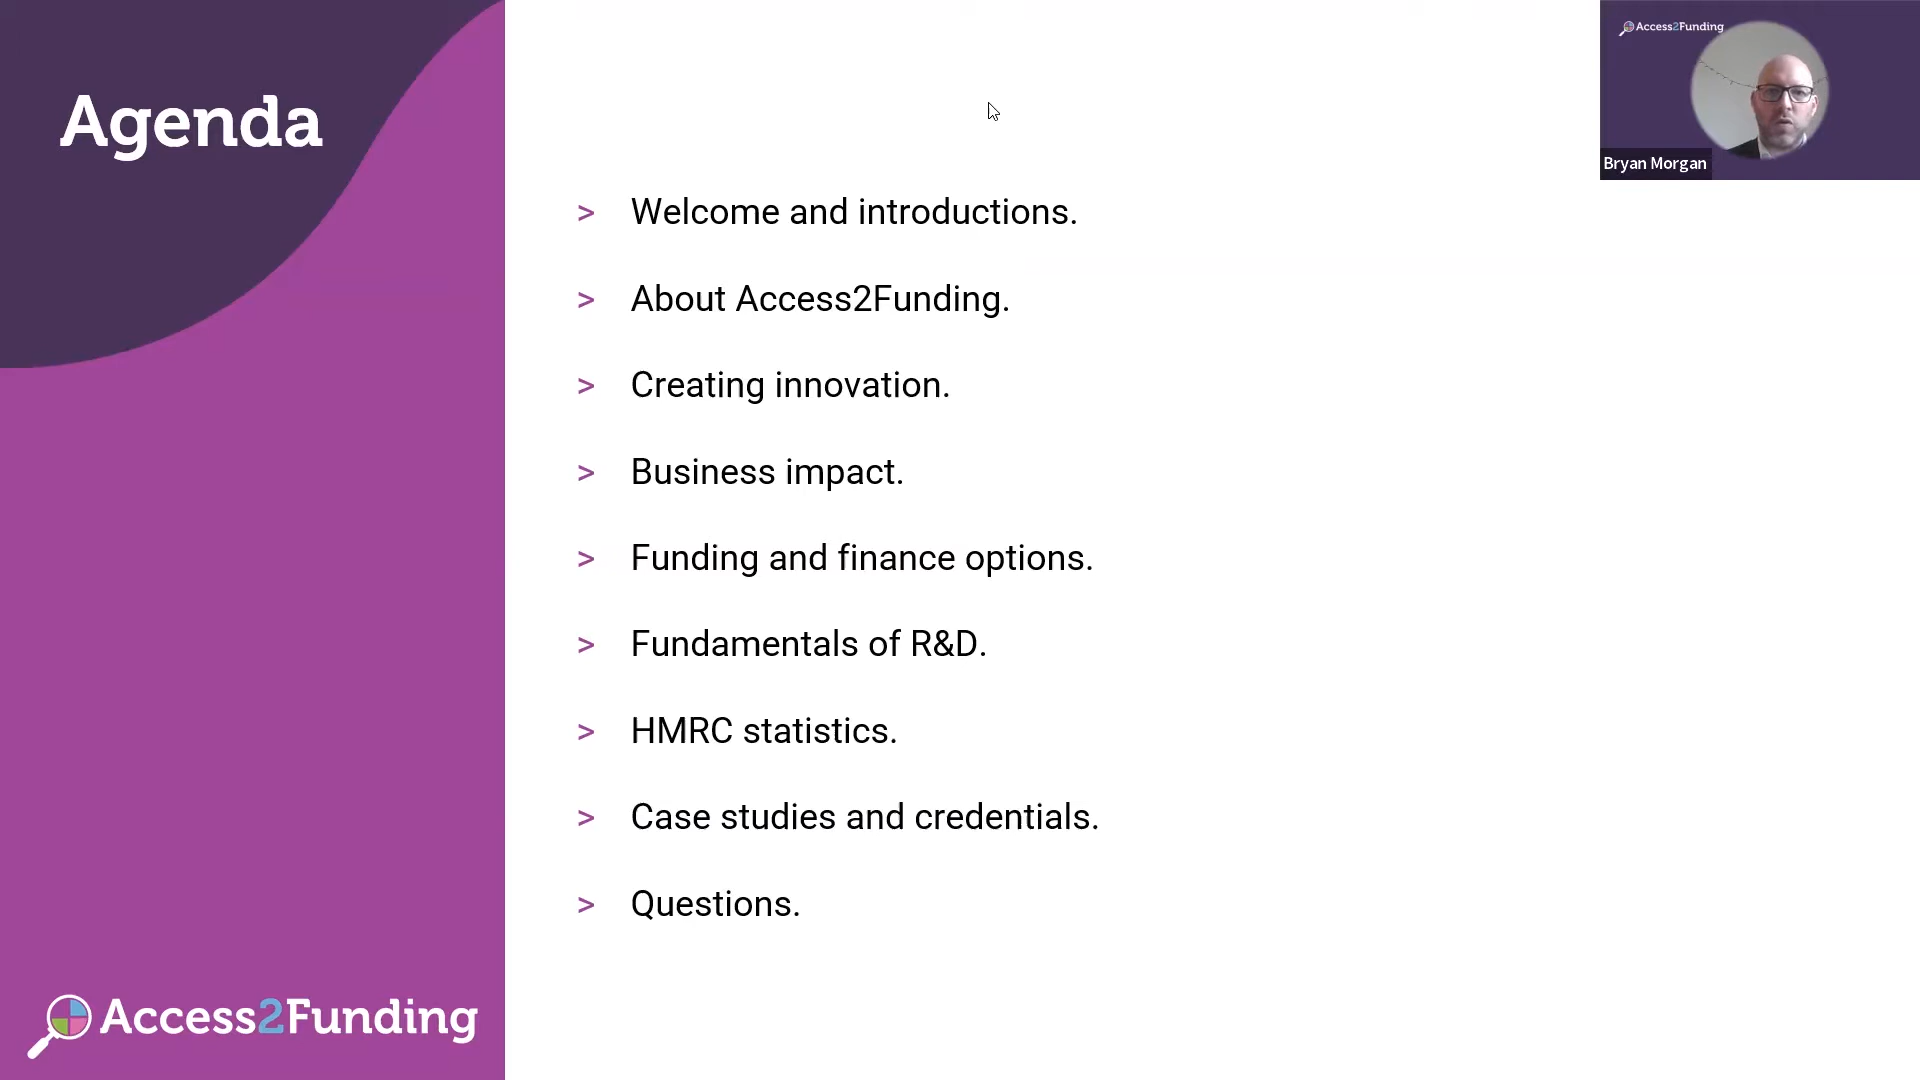 Agenda
Access2Funding
Bryan Morgan
> Welcome and introductions.
> About Access2Funding.
> Creating innovation.
> Business impact.
> Funding and finance options.
> Fundamentals of R&D.
> HMRC statistics.
> Case studies and credentials.
> Questions.
Access2Funding